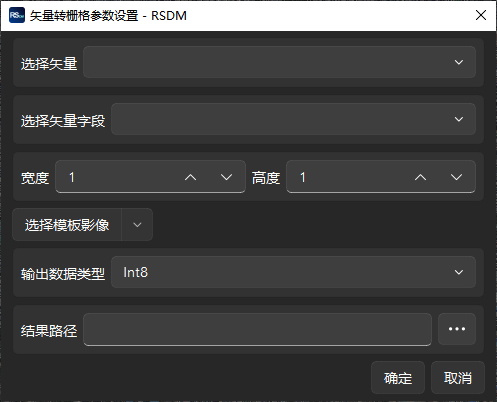 RSDM 矢量转栅格参数设置 - RSDM
选择矢量
选择矢量字段
宽度 1 高度 1
选择模板影像
输出数据类型 Int8
结果路径 ...
确定 取消